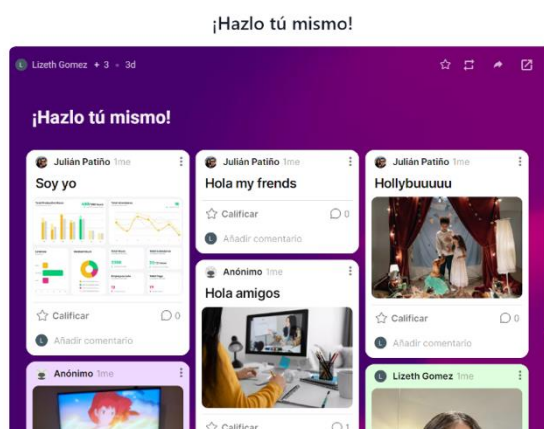 ¡Hazlo tú mismo!
L Lizeth Gomez + 3 • 3d
¡Hazlo tú mismo!
Julián Patiño 1me
Soy yo
Calificar 0
L Añadir comentario
Anónimo 1me
Julián Patiño 1me
Hola my frends
Calificar 0
L Añadir comentario
Anónimo 1me
Hola amigos
Calificar 1
Julián Patiño 1me
Hollybuuuuu
Calificar 0
L Añadir comentario
L Lizeth Gomez 1me